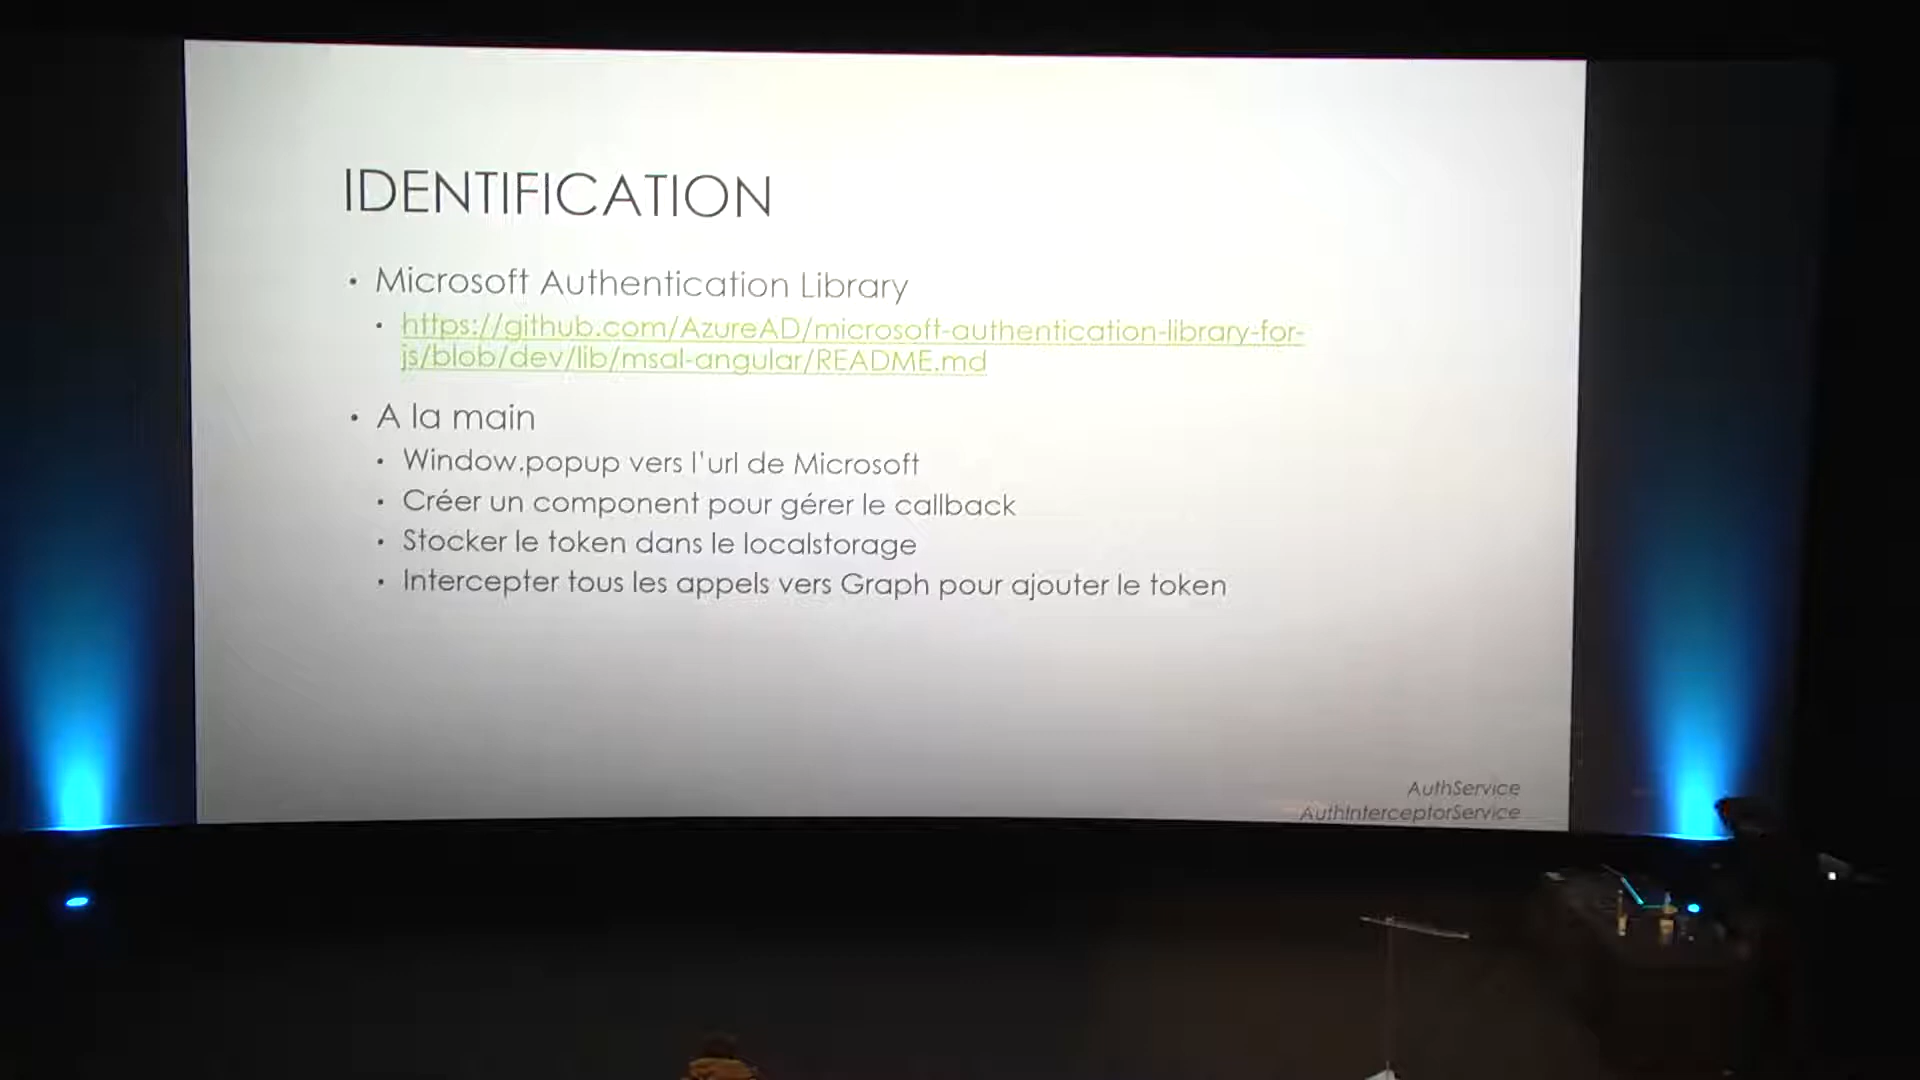 IDENTIFICATION
• Microsoft Authentication Library
• https://github.com/AzureAD/microsoft-authentication-library-for-
js/blob/dev/lib/msal-angular/README.md
• A la main
• Window.popup vers l'url de Microsoft
• Créer un component pour gérer le callback
• Stocker le token dans le localstorage
• Intercepter tous les appels vers Graph pour ajouter le token
AuthService
AuthInterceptorService